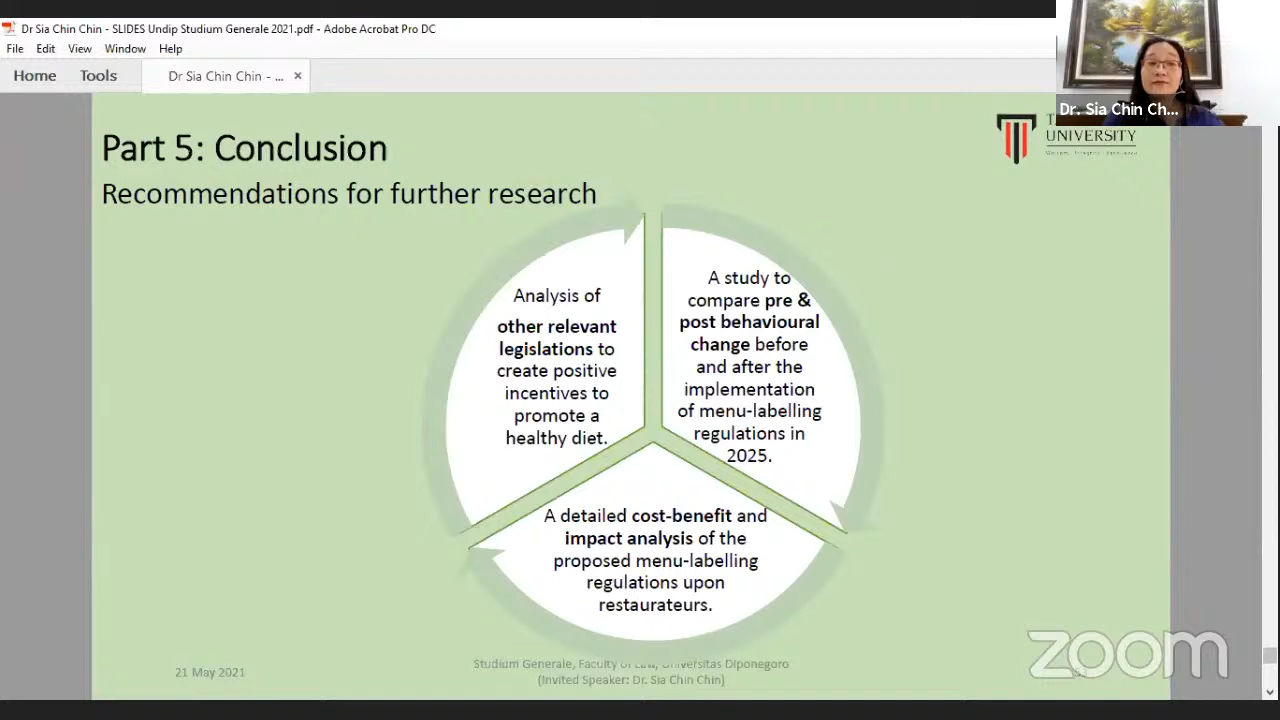 Dr Sia Chin Chin - SLIDES Undip Studium Generale 2021.pdf - Adobe Acrobat Pro DC
File Edit View Window Help
Home Tools Dr Sia Chin Chin - ... ×
Dr. Sia Chin Ch...
UNIVERSITY
Part 5: Conclusion
Recommendations for further research
Analysis of
other relevant
legislations to
create positive
incentives to
promote a
healthy diet.
A study to
compare pre &
post behavioural
change before
and after the
implementation
of menu-labelling
regulations in
2025.
A detailed cost-benefit and
impact analysis of the
proposed menu-labelling
regulations upon
restaurateurs.
21 May 2021
Studium Generale, Faculty of Law, Universitas Diponegoro
(Invited Speaker: Dr. Sia Chin Chin)
zoom